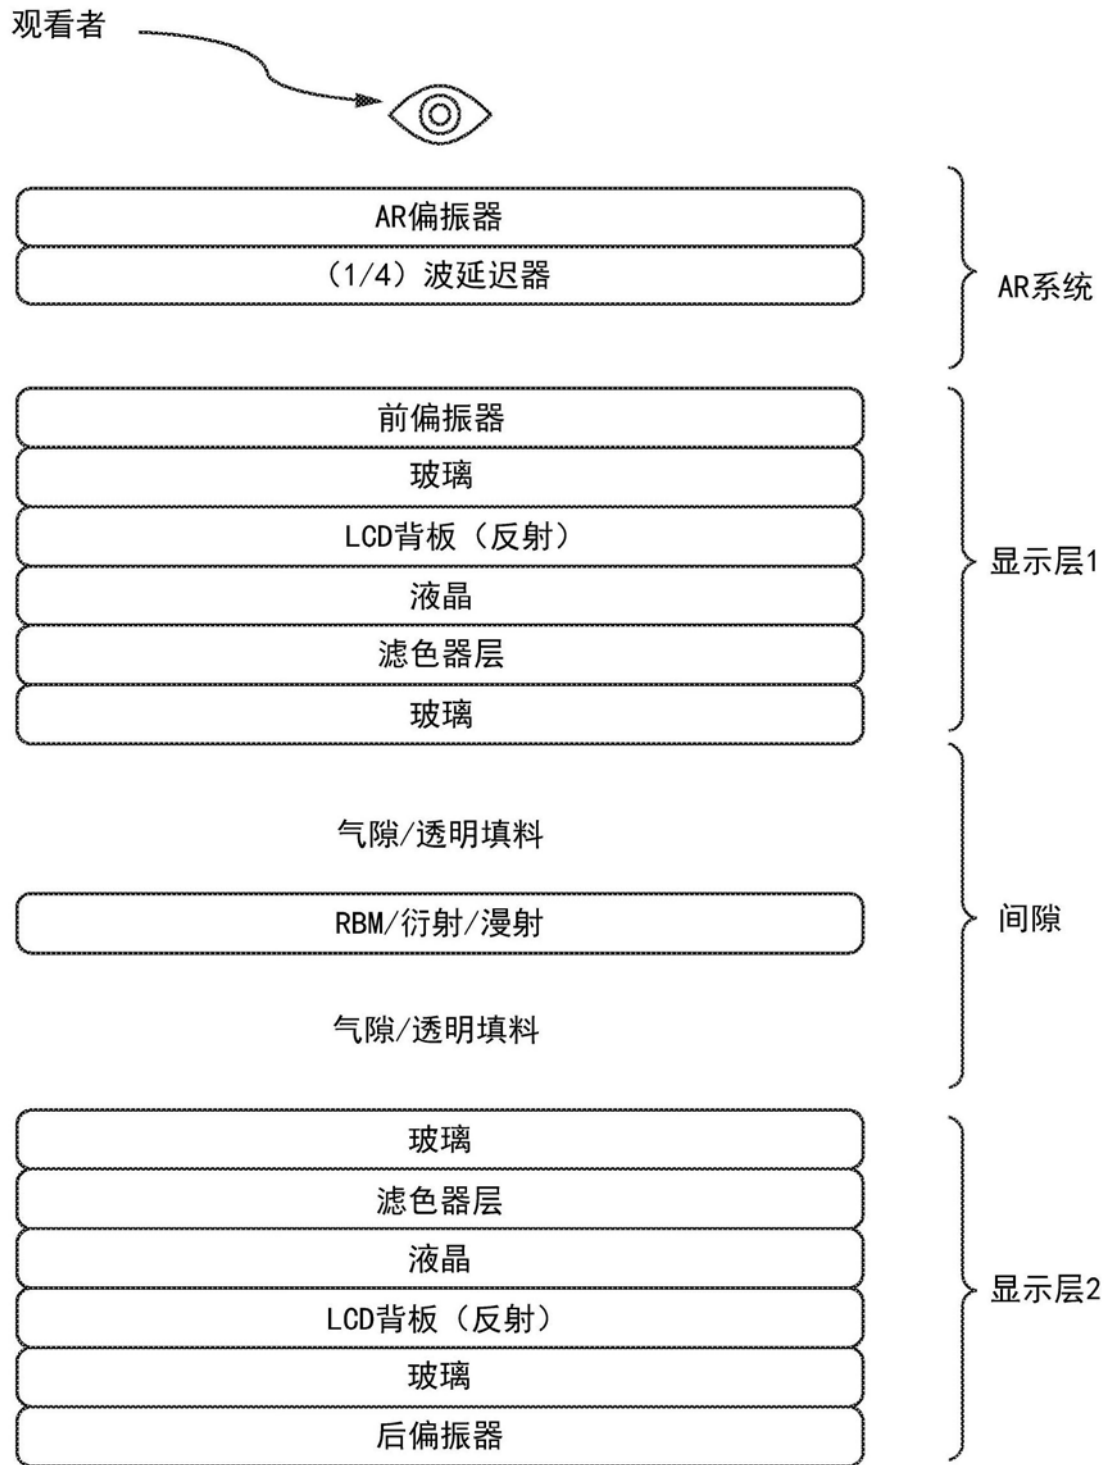 观看者
AR偏振器
（1/4）波延迟器
AR系统
前偏振器
玻璃
LCD背板（反射）
液晶
滤色器层
玻璃
显示层1
气隙/透明填料
RBM/衍射/漫射
气隙/透明填料
间隙
玻璃
滤色器层
液晶
LCD背板（反射）
玻璃
后偏振器
显示层2